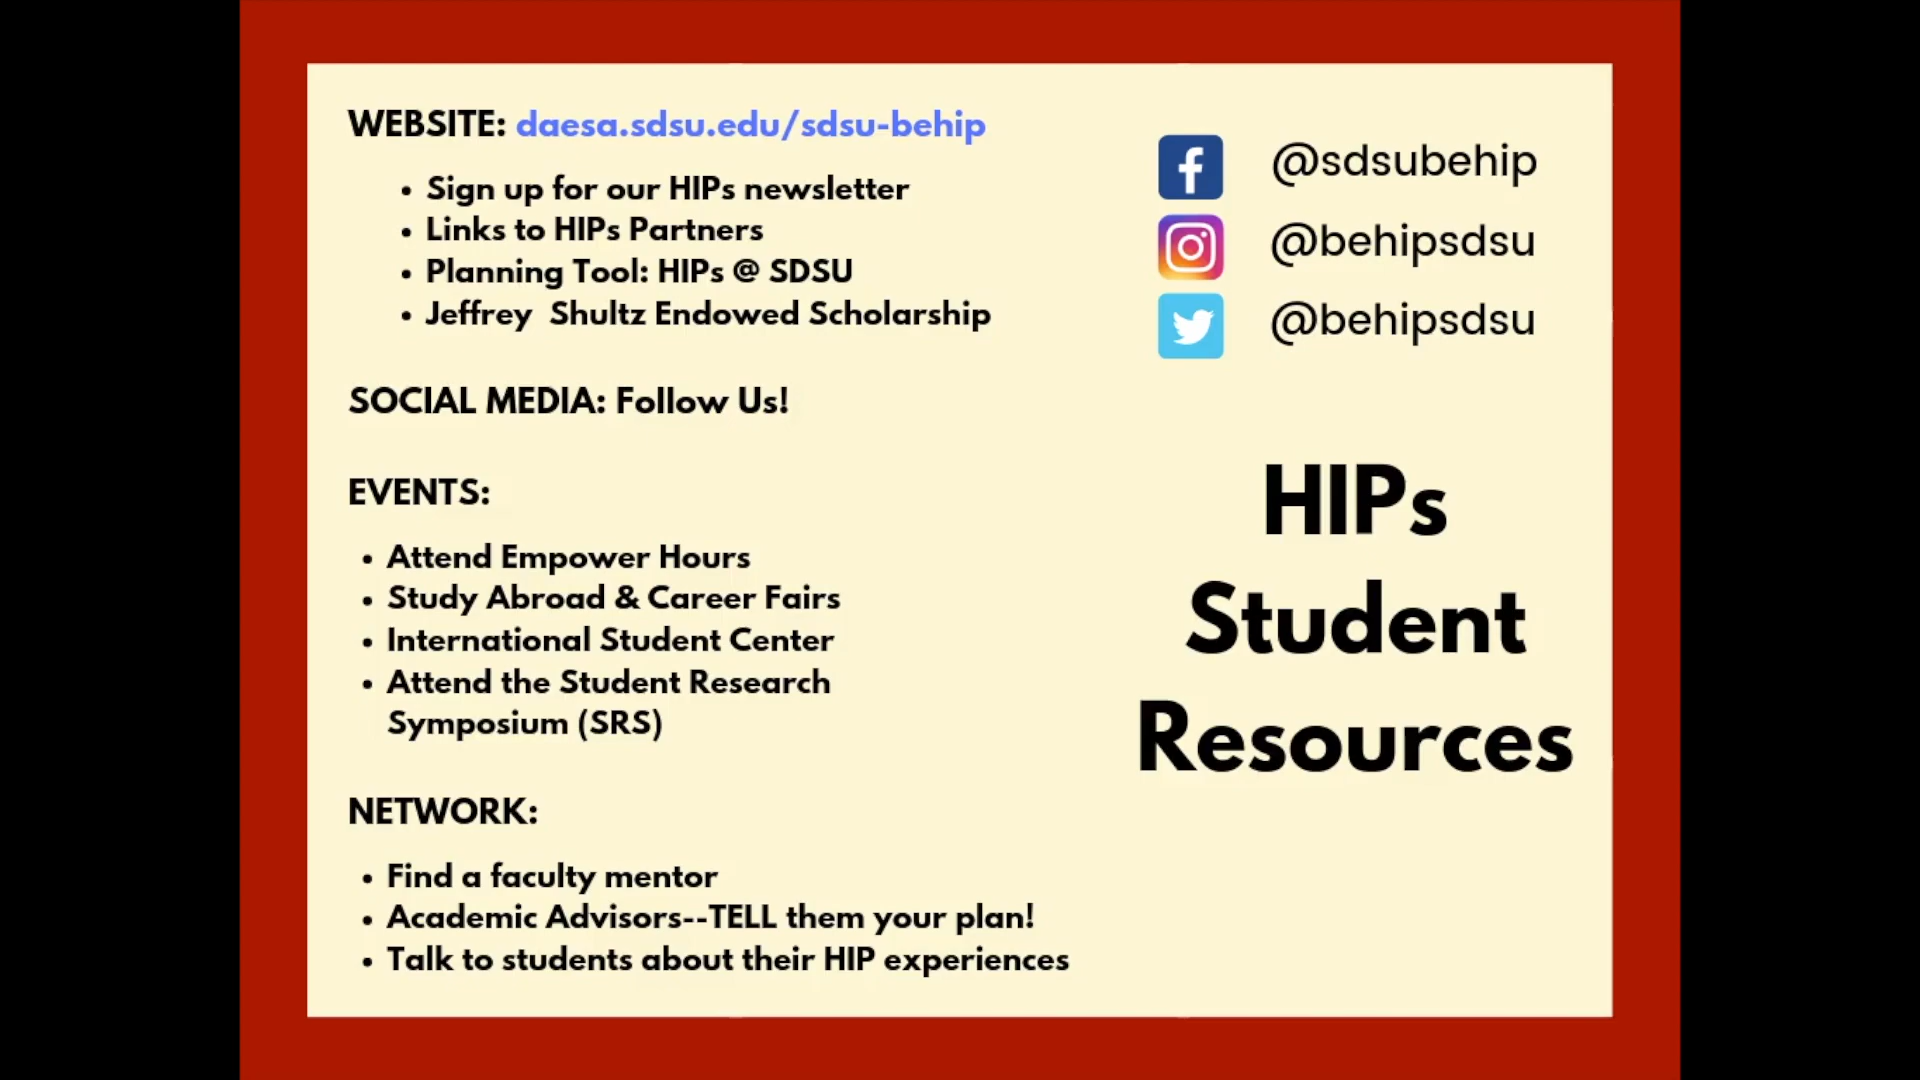 WEBSITE: daesa.sdsu.edu/sdsu-behip
• Sign up for our HIPs newsletter
• Links to HIPs Partners
• Planning Tool: HIPs @ SDSU
• Jeffrey  Shultz Endowed Scholarship
SOCIAL MEDIA: Follow Us!
EVENTS:
• Attend Empower Hours
• Study Abroad & Career Fairs
• International Student Center
• Attend the Student Research
Symposium (SRS)
NETWORK:
• Find a faculty mentor
• Academic Advisors--TELL them your plan!
• Talk to students about their HIP experiences
@sdsubehip
@behipsdsu
@behipsdsu
HIPs
Student
Resources